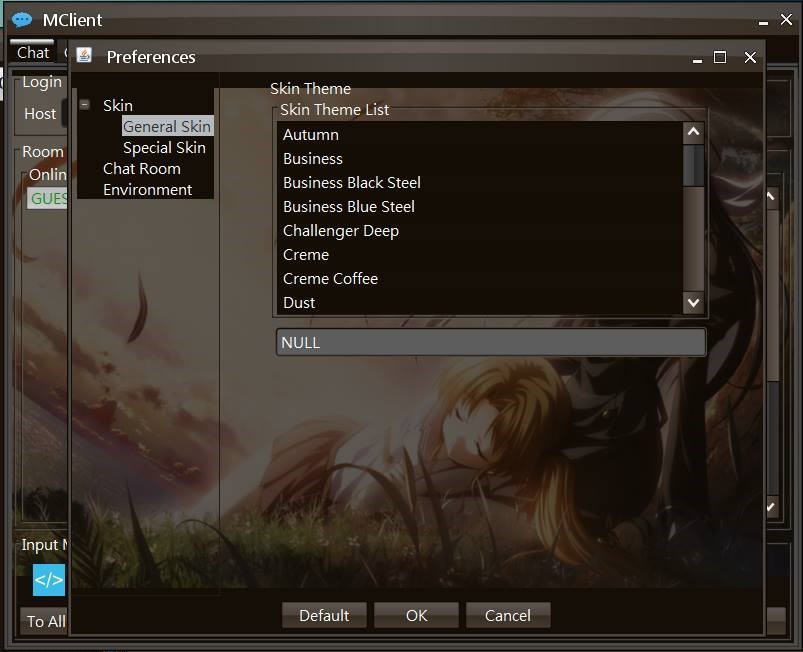 MClient
Chat
Preferences
Login
Host
Room
Onlin
GUES
Skin
General Skin
Special Skin
Chat Room
Environment
Skin Theme
Skin Theme List
Autumn
Business
Business Black Steel
Business Blue Steel
Challenger Deep
Creme
Creme Coffee
Dust
NULL
Input
</>
To All
Default
OK
Cancel